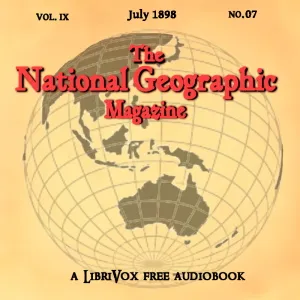 VOL. IX July 1898 NO. 07
The
National Geographic
Magazine
A LIBRIVOX FREE AUDIOBOOK